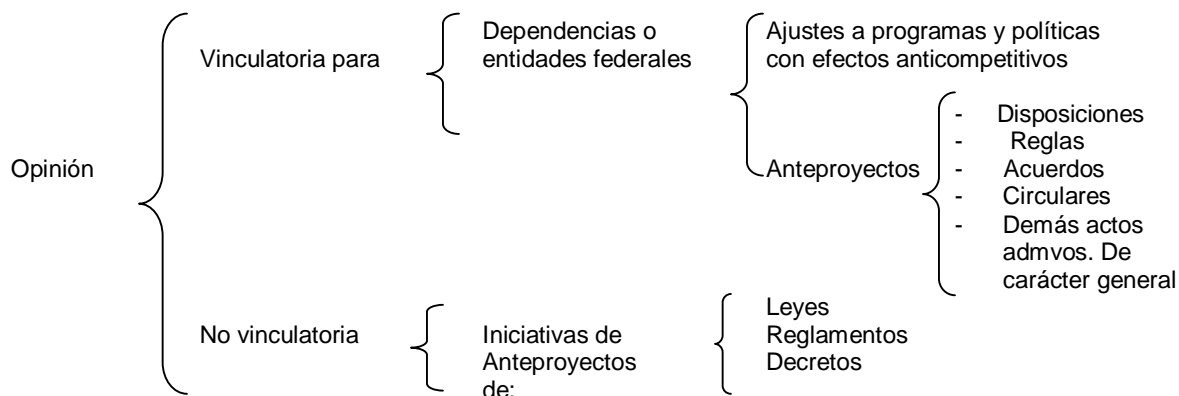 Opinión
Vinculatoria para
Dependencias o
entidades federales
Ajustes a programas y políticas
con efectos anticompetitivos
Anteproyectos
- Disposiciones
- Reglas
- Acuerdos
- Circulares
- Demás actos
admvos. De
carácter general
No vinculatoria
Iniciativas de
Anteproyectos
de:
Leyes
Reglamentos
Decretos